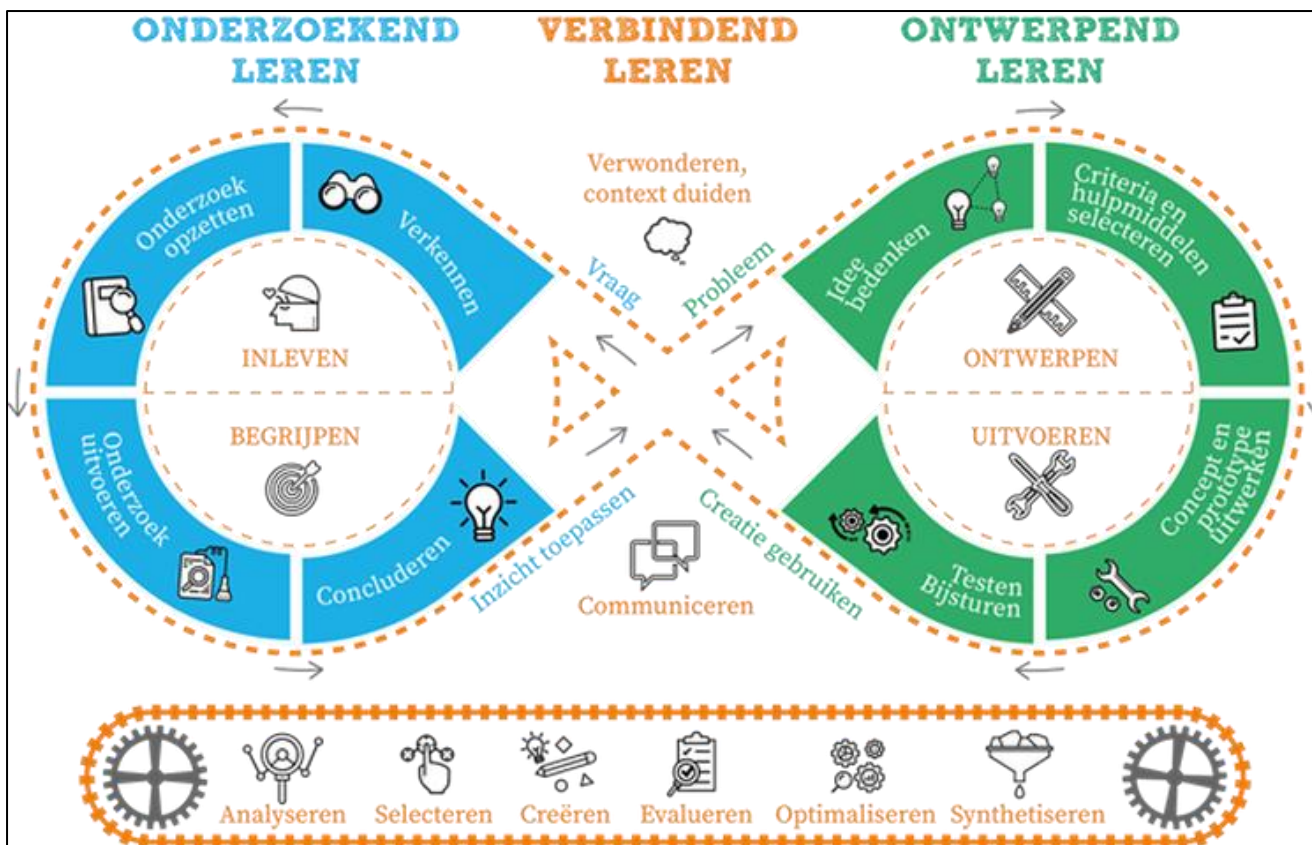 ONDERZOEKEND
LEREN
VERBINDEND
LEREN
ONTWERPEND
LEREN
Verwonderen,
context duiden
Onderzoek
opzetten
Verkennen
Vraag
Probleem
Idee
bedenken
Criteria en
hulpmiddelen
selecteren
INLEVEN
ONTWERPEN
BEGRIJPEN
UITVOEREN
Onderzoek
uitvoeren
Concluderen
Inzicht toepassen
Communiceren
Creatie gebruiken
Testen
Bijsturen
Concept en
prototype
uitwerken
Analyseren
Selecteren
Creëren
Evalueren
Optimaliseren
Synthetiseren